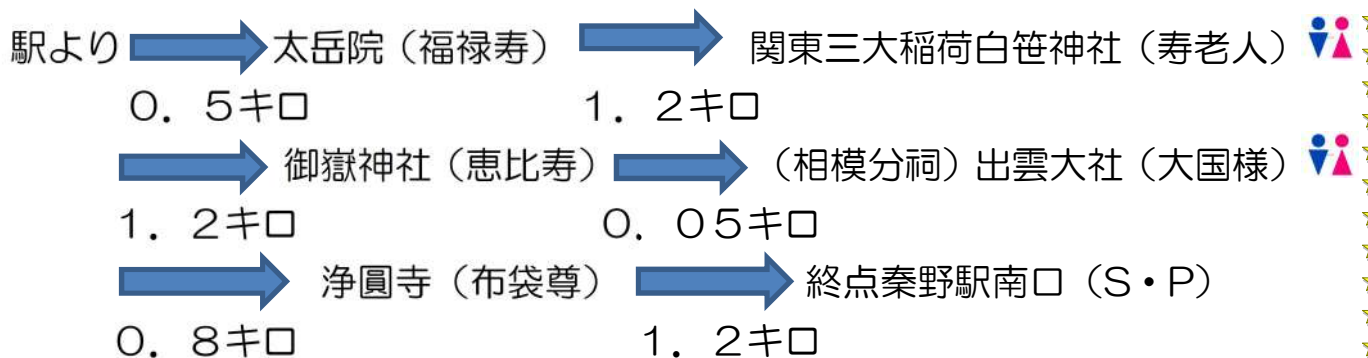 駅より 太岳院（福禄寿） 関東三大稲荷白笹神社（寿老人）
０．５キロ １．２キロ
御嶽神社（恵比寿） （相模分祠）出雲大社（大国様）
１．２キロ ０．０５キロ
浄圓寺（布袋尊） 終点秦野駅南口（S・P）
０．８キロ １．２キロ